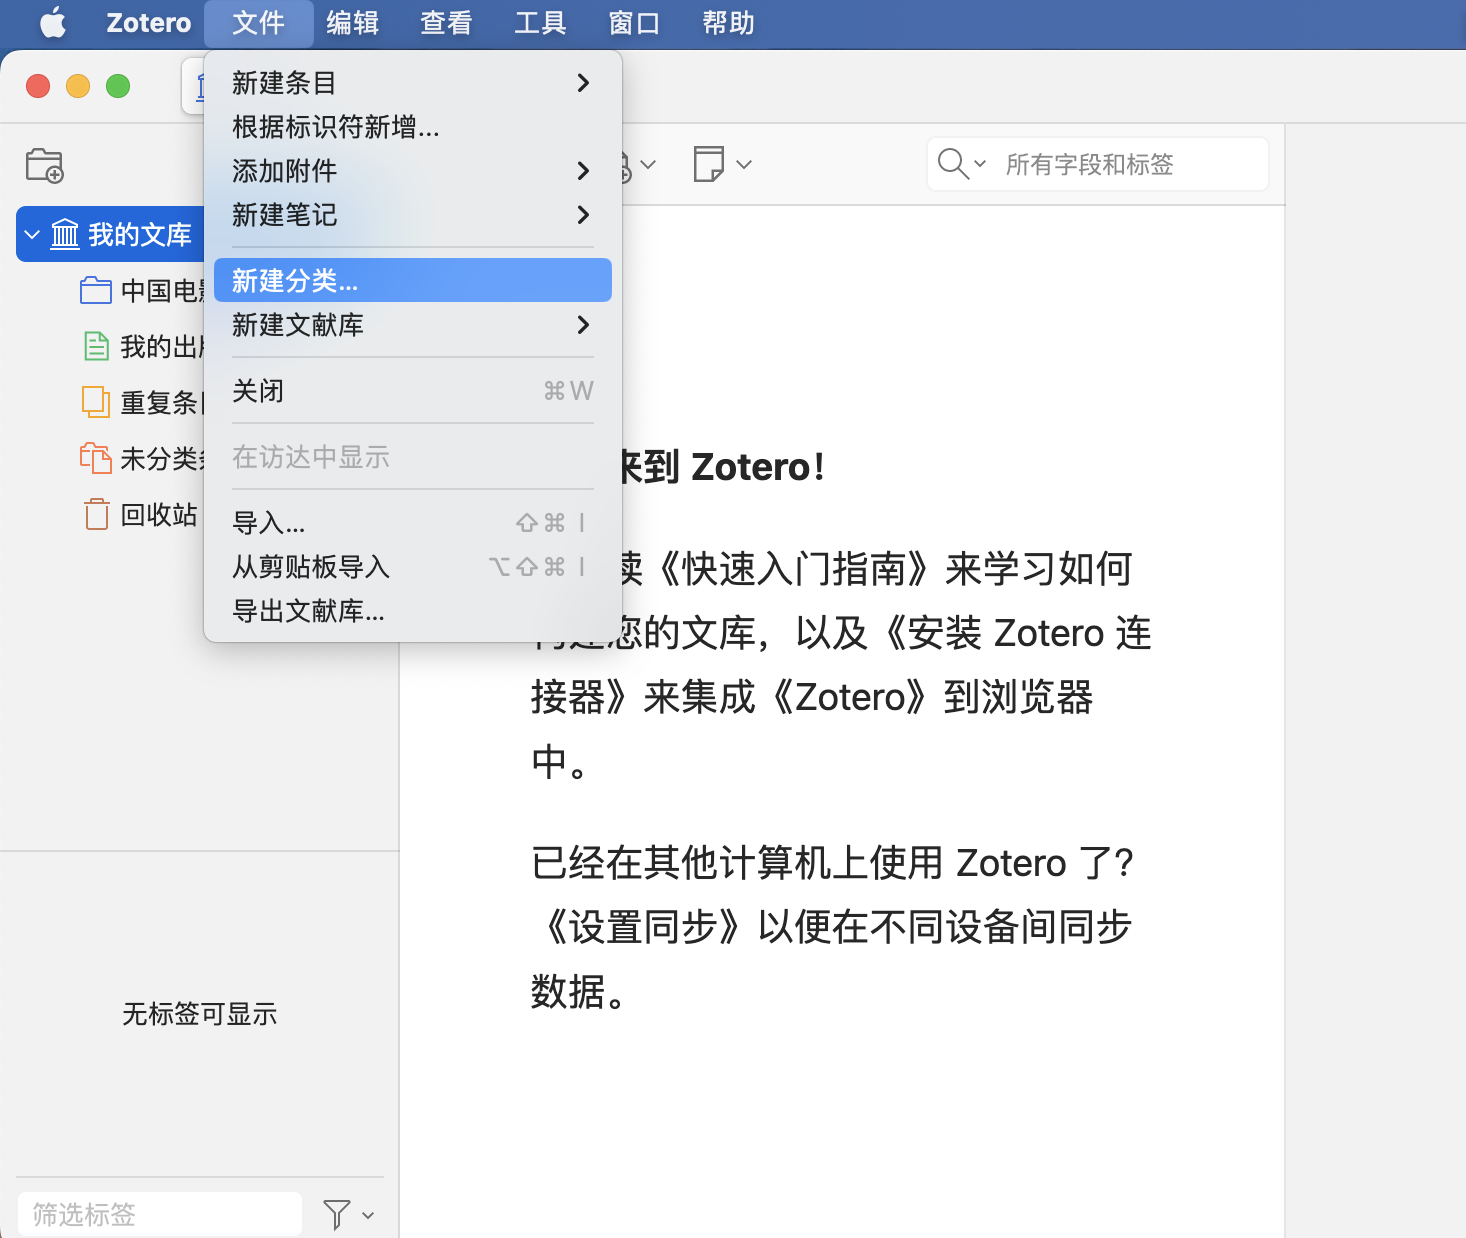 Zotero 文件 编辑 查看 工具 窗口 帮助
新建条目
根据标识符新增...
添加附件
新建笔记
新建分类...
新建文献库
关闭 ⌘W
在访达中显示
导入... ⇧⌘I
从剪贴板导入 ⌥⇧⌘I
导出文献库...
所有字段和标签
我的文库
中国电
我的出
重复条
未分类
回收站
来到 Zotero！
读《快速入门指南》来学习如何
您的文库，以及《安装 Zotero 连
接器》来集成《Zotero》到浏览器
中。
已经在其他计算机上使用 Zotero 了？
《设置同步》以便在不同设备间同步
数据。
无标签可显示
筛选标签